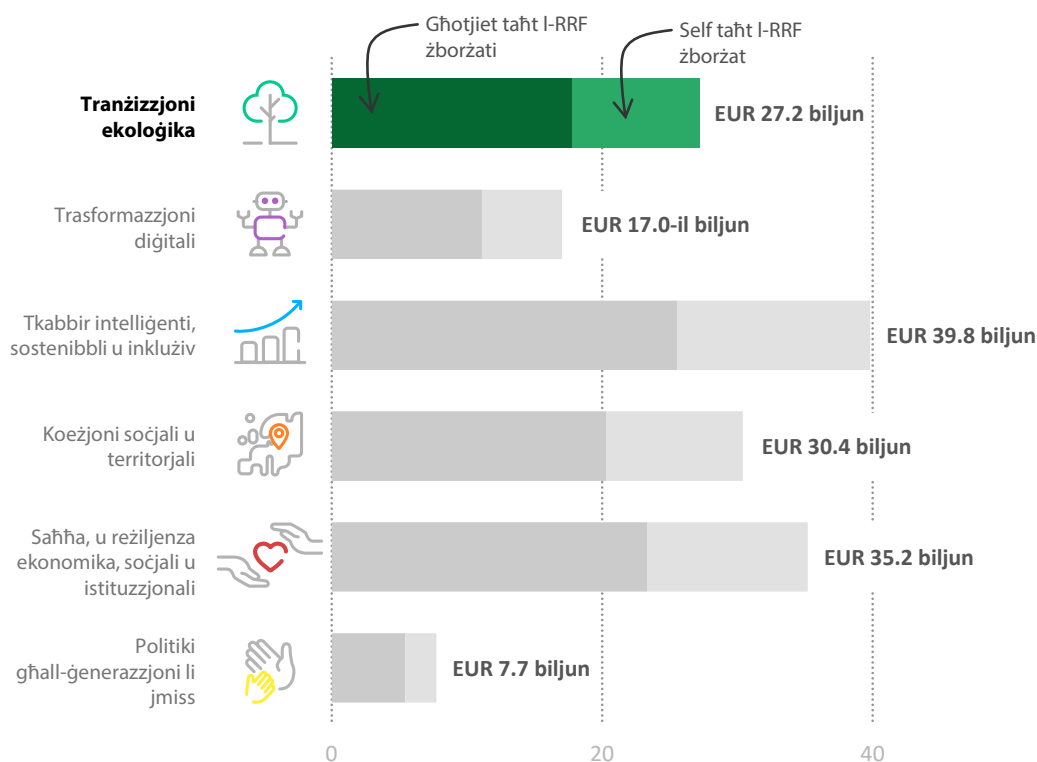 Għotjiet taħt l-RRF
żborżati
Self taħt l-RRF
żborżat
Tranżizzjoni
ekoloġika
EUR 27.2 biljun
Trasformazzjoni
diġitali
EUR 17.0-il biljun
Tkabbir intelliġenti,
sostenibbli u inklużiv
EUR 39.8 biljun
Koeżjoni soċjali u
territorjali
EUR 30.4 biljun
Saħħa, u reżiljenza
ekonomika, soċjali u
istituzzjonali
EUR 35.2 biljun
Politiki
għall-ġenerazzjoni li
jmiss
EUR 7.7 biljun
0
20
40